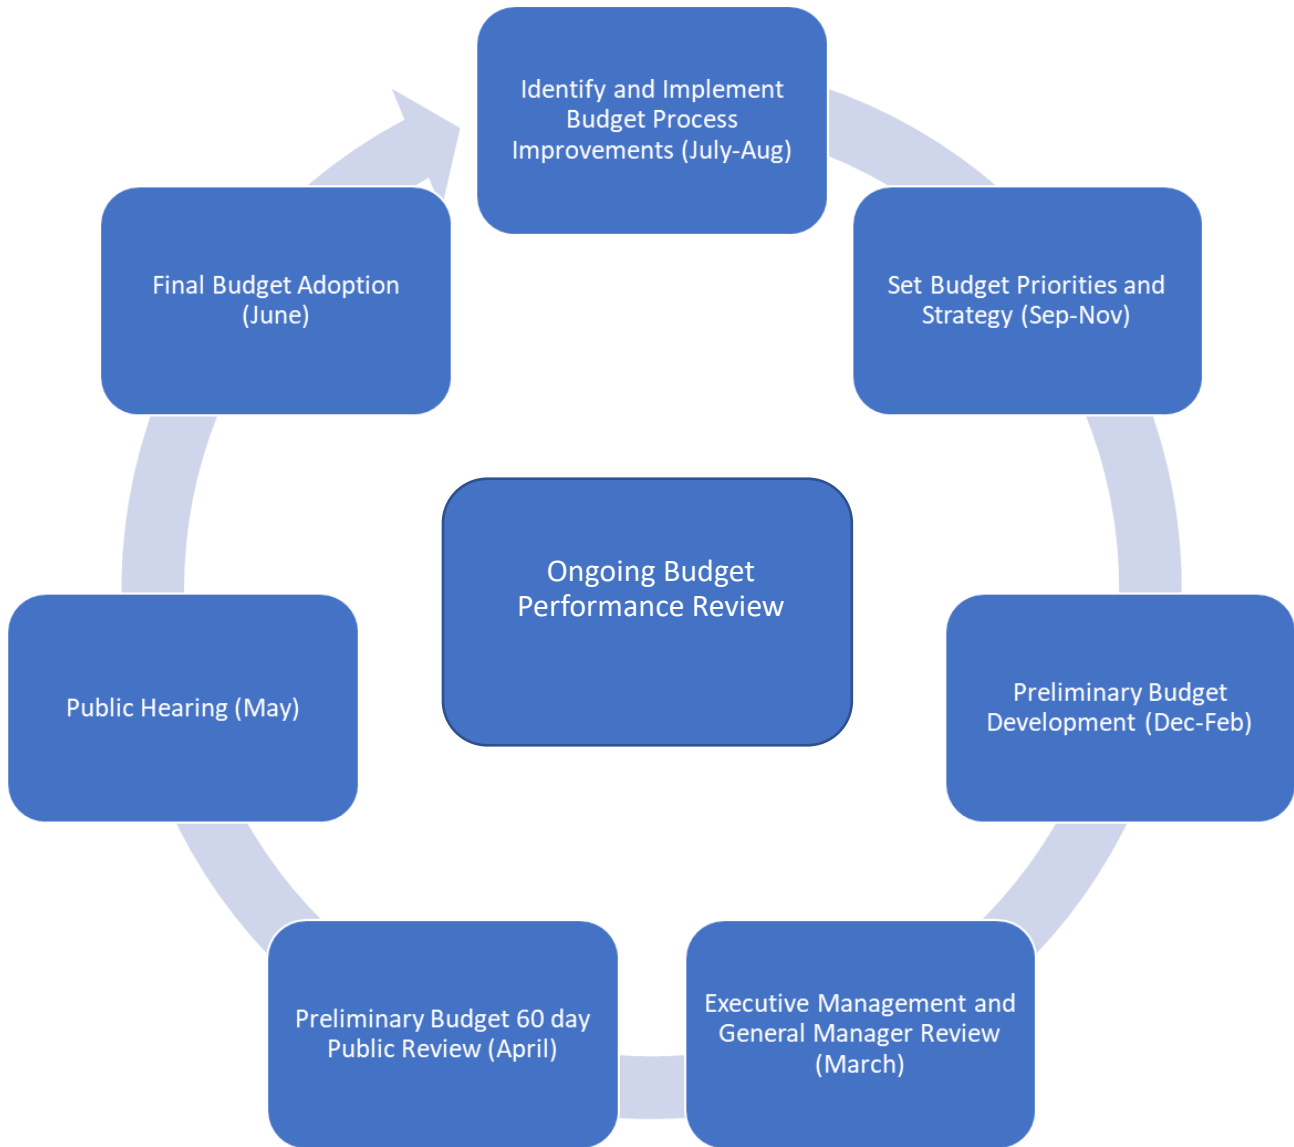 Identify and Implement
Budget Process
Improvements (July-Aug)
Set Budget Priorities and
Strategy (Sep-Nov)
Preliminary Budget
Development (Dec-Feb)
Executive Management and
General Manager Review
(March)
Preliminary Budget 60 day
Public Review (April)
Public Hearing (May)
Final Budget Adoption
(June)
Ongoing Budget
Performance Review